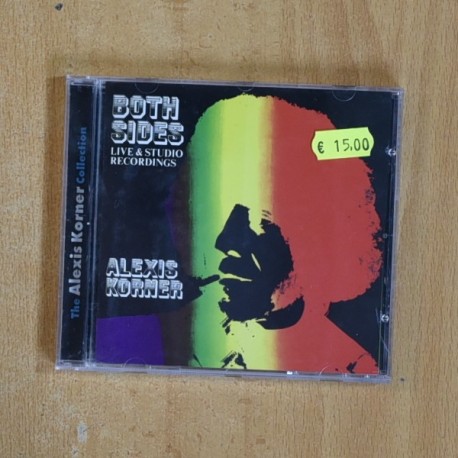 BOTH
SIDES
LIVE & STUDIO
RECORDINGS
€ 15,00
ALEXIS
KORNER
The Alexis Korner Collection